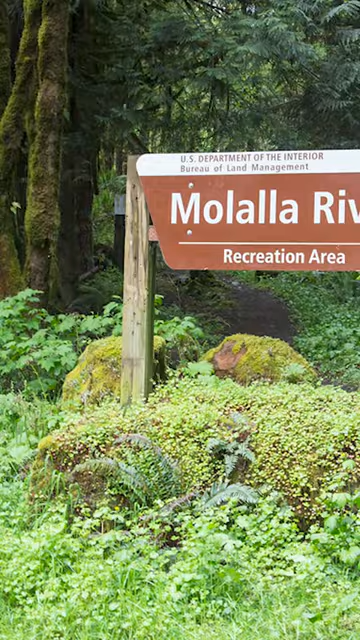 U.S. DEPARTMENT OF THE INTERIOR
Bureau of Land Management
Molalla Riv
Recreation Area